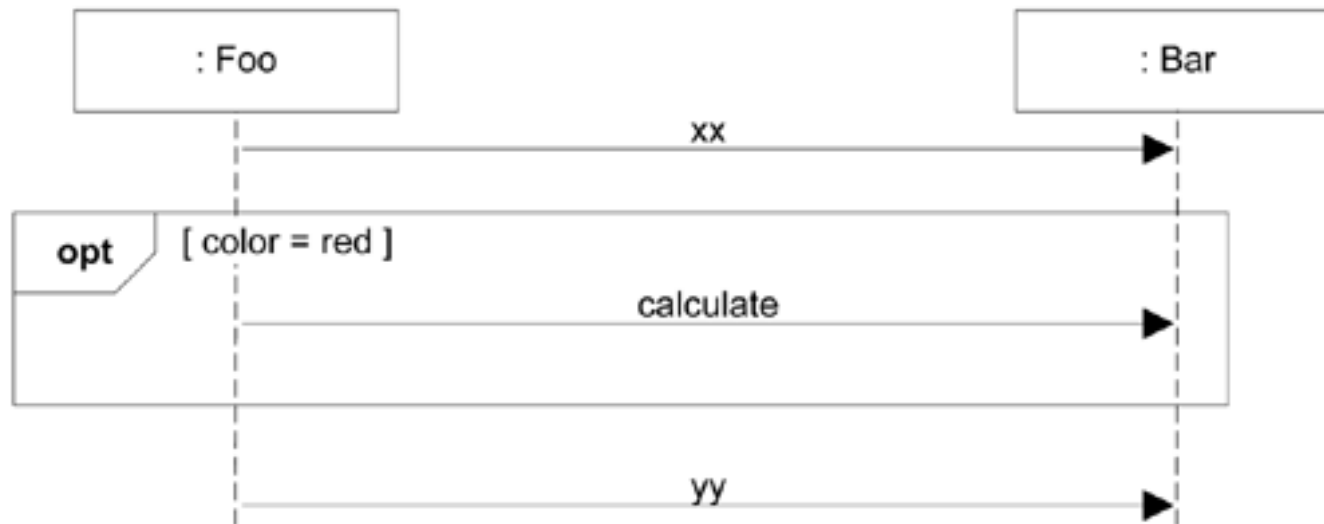 : Foo
: Bar
xx
opt
[ color = red ]
calculate
yy